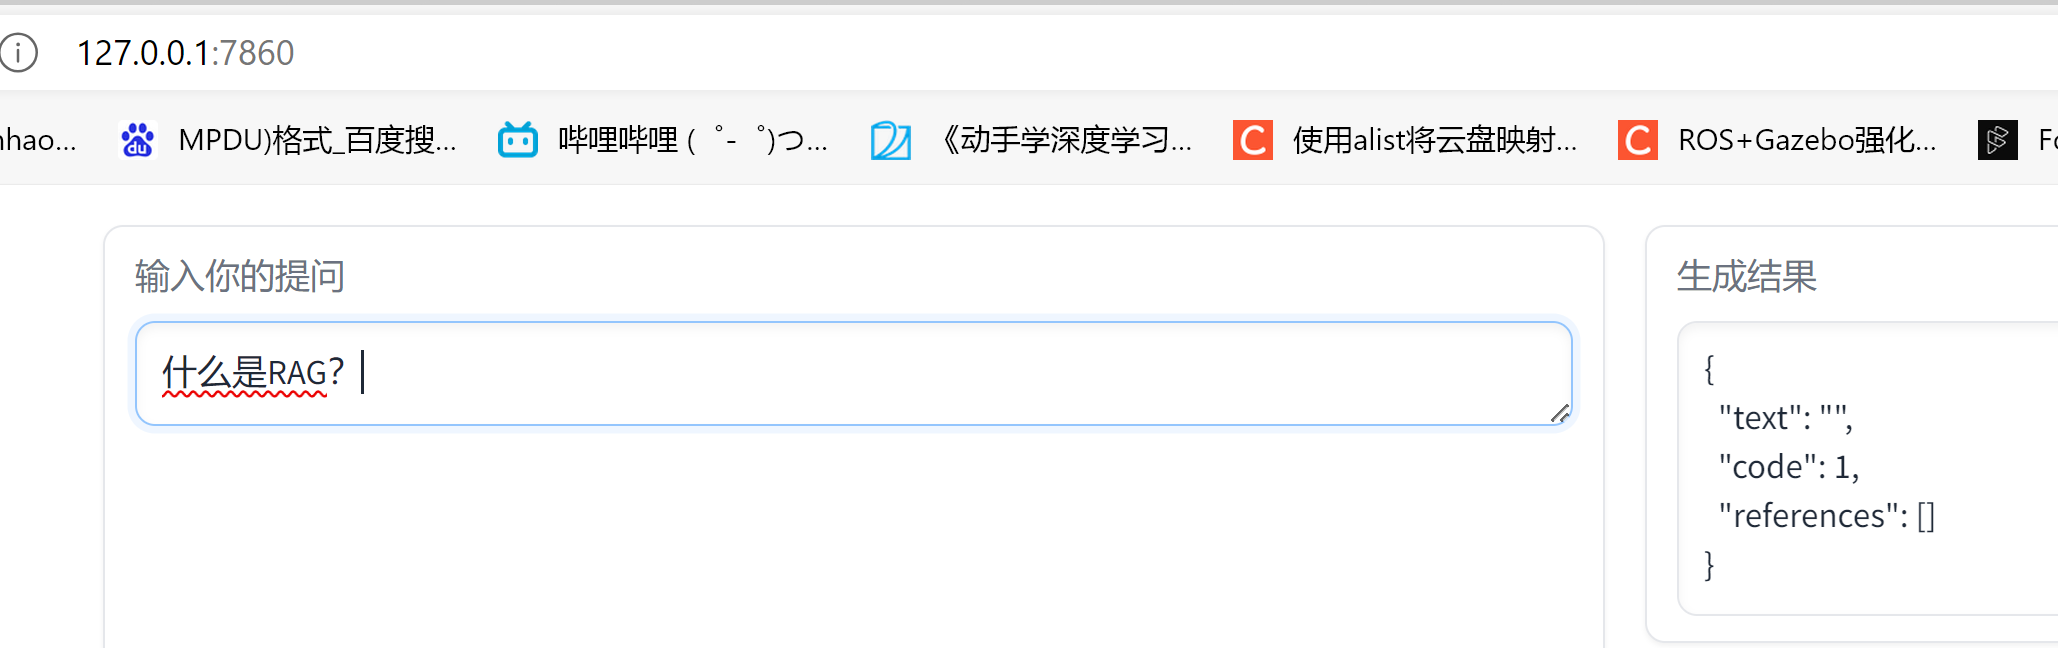 127.0.0.1:7860
hao... MPDU)格式_百度搜... 哔哩哔哩 ( ゜- ゜)つ... 《动手学深度学习... 使用alist将云盘映射... ROS+Gazebo强化...
输入你的提问
什么是RAG？
生成结果
{
"text": "",
"code": 1,
"references": []
}